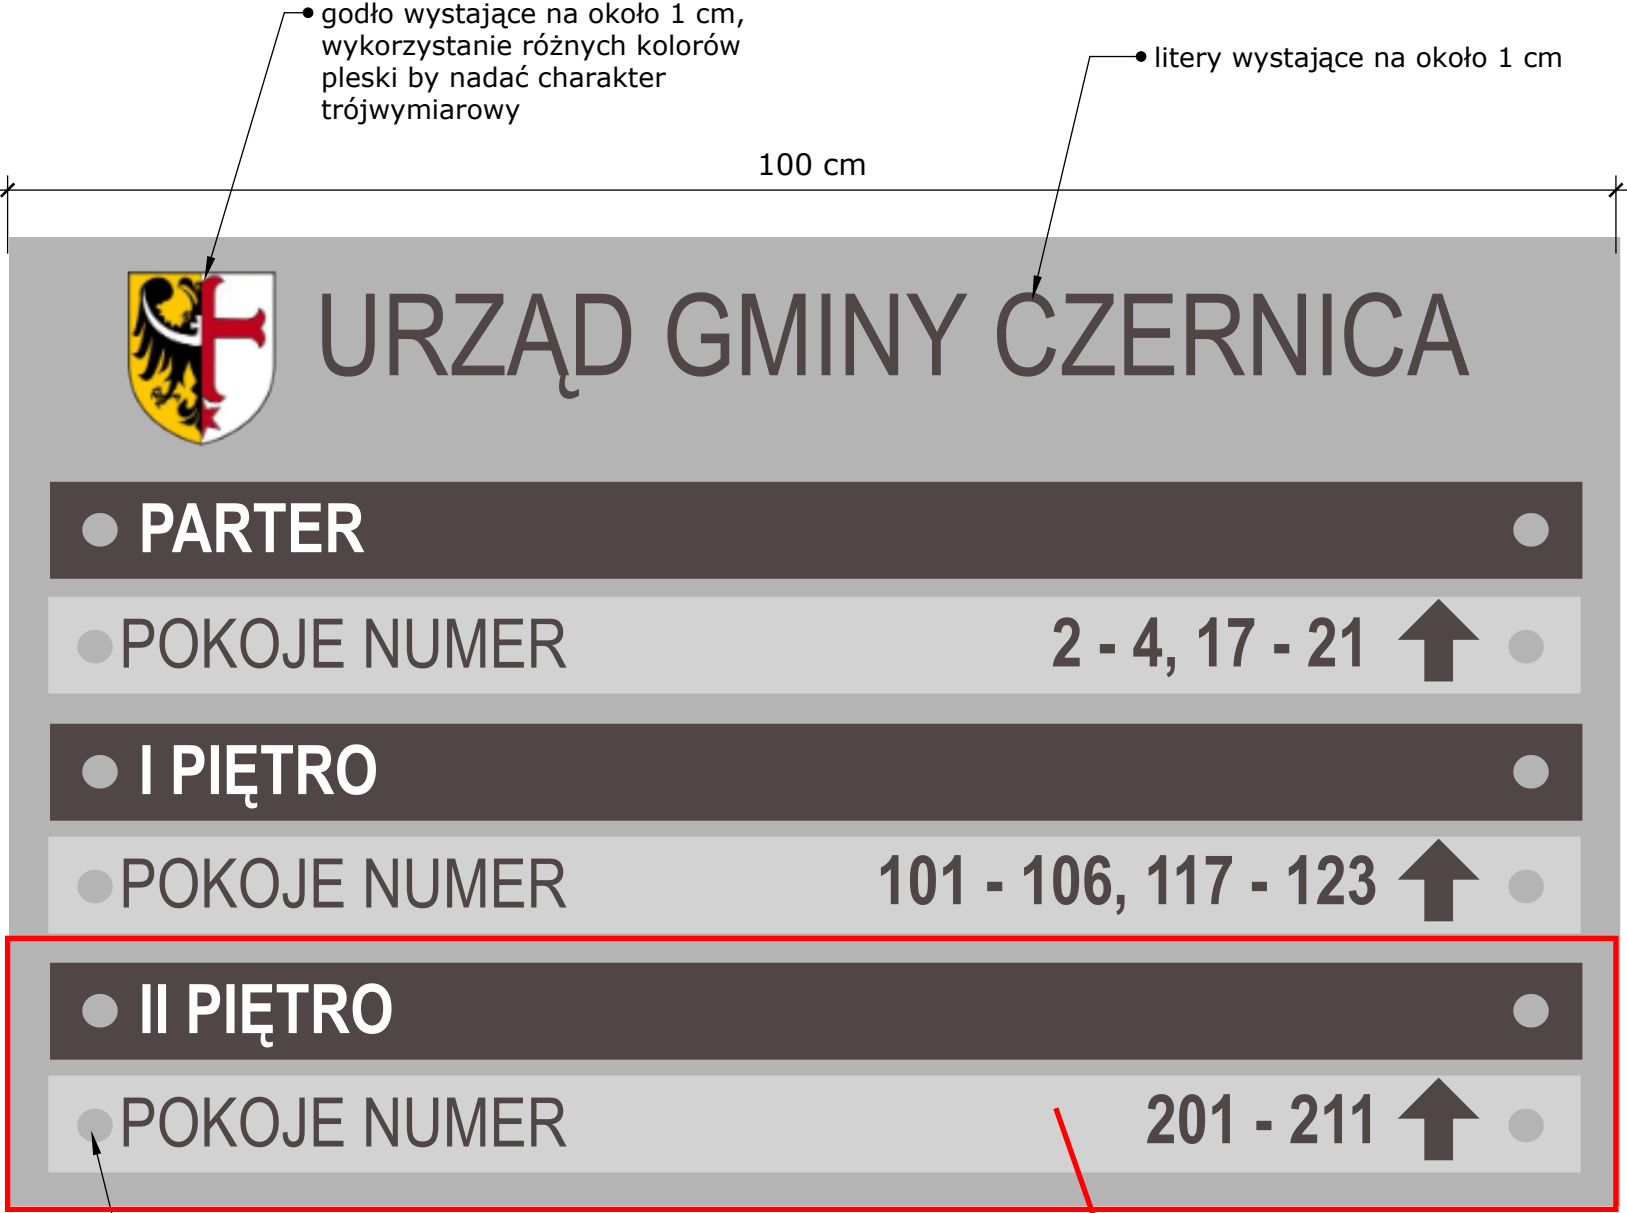 godło wystające na około 1 cm,
wykorzystanie różnych kolorów
pleski by nadać charakter
trójwymiarowy
litery wystające na około 1 cm
100 cm
URZĄD GMINY CZERNICA
PARTER
POKOJE NUMER 2 - 4, 17 - 21
I PIĘTRO
POKOJE NUMER 101 - 106, 117 - 123
II PIĘTRO
POKOJE NUMER 201 - 211